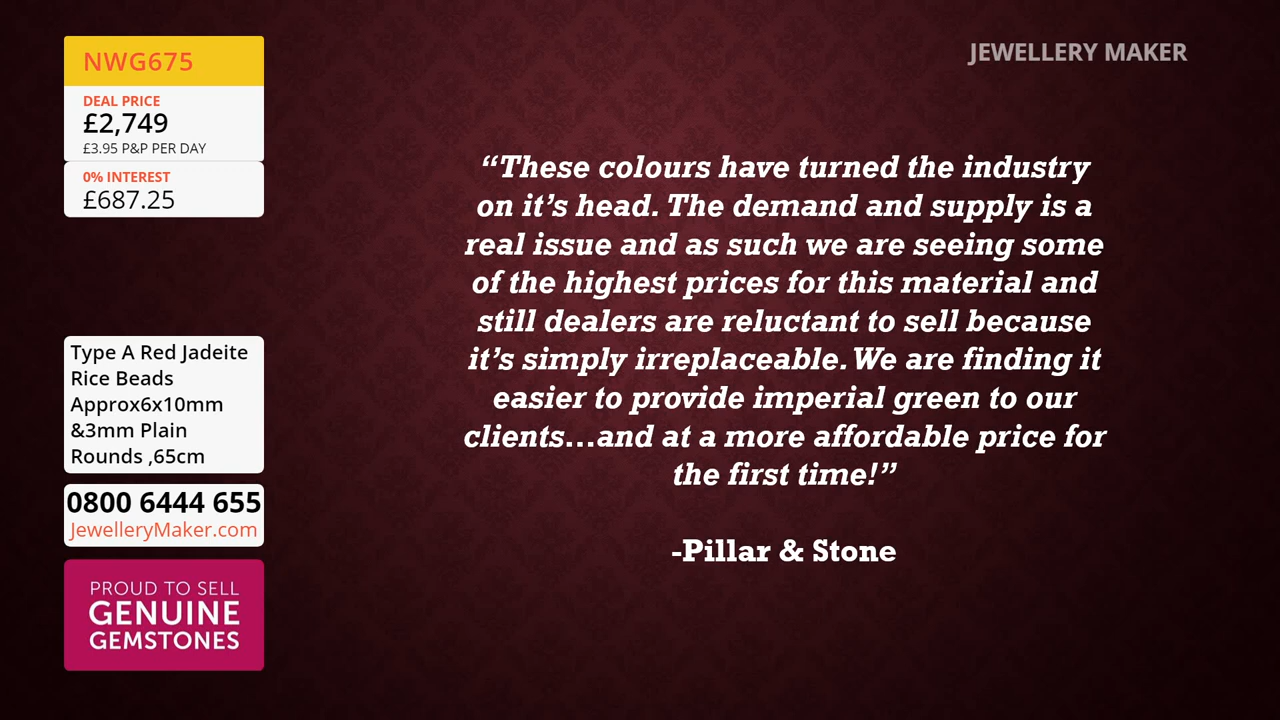 NWG675
DEAL PRICE
£2,749
£3.95 P&P PER DAY
0% INTEREST
£687.25
Type A Red Jadeite
Rice Beads
Approx6x10mm
&3mm Plain
Rounds ,65cm
0800 6444 655
JewelleryMaker.com
PROUD TO SELL
GENUINE
GEMSTONES
JEWELLERY MAKER
“These colours have turned the industry
on it’s head. The demand and supply is a
real issue and as such we are seeing some
of the highest prices for this material and
still dealers are reluctant to sell because
it’s simply irreplaceable. We are finding it
easier to provide imperial green to our
clients…and at a more affordable price for
the first time!”
-Pillar & Stone